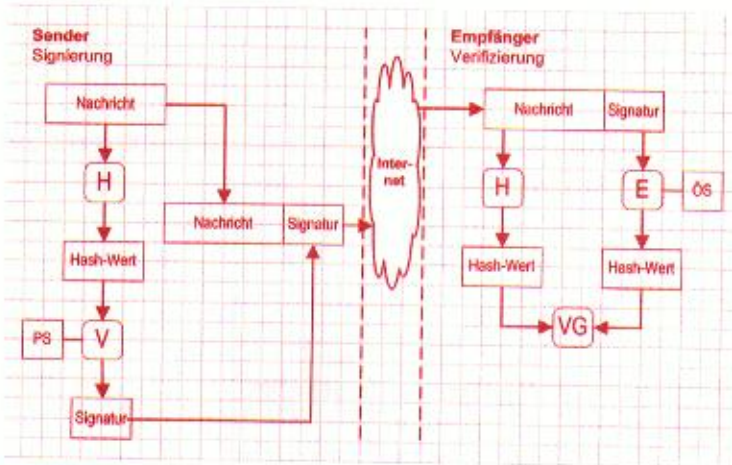 Sender
Signierung
Nachricht
H
Hash-Wert
PS
V
Signatur
Nachricht
Signatur
Inter-
net
Empfänger
Verifizierung
Nachricht
Signatur
H
E
ÖS
Hash-Wert
Hash-Wert
VG